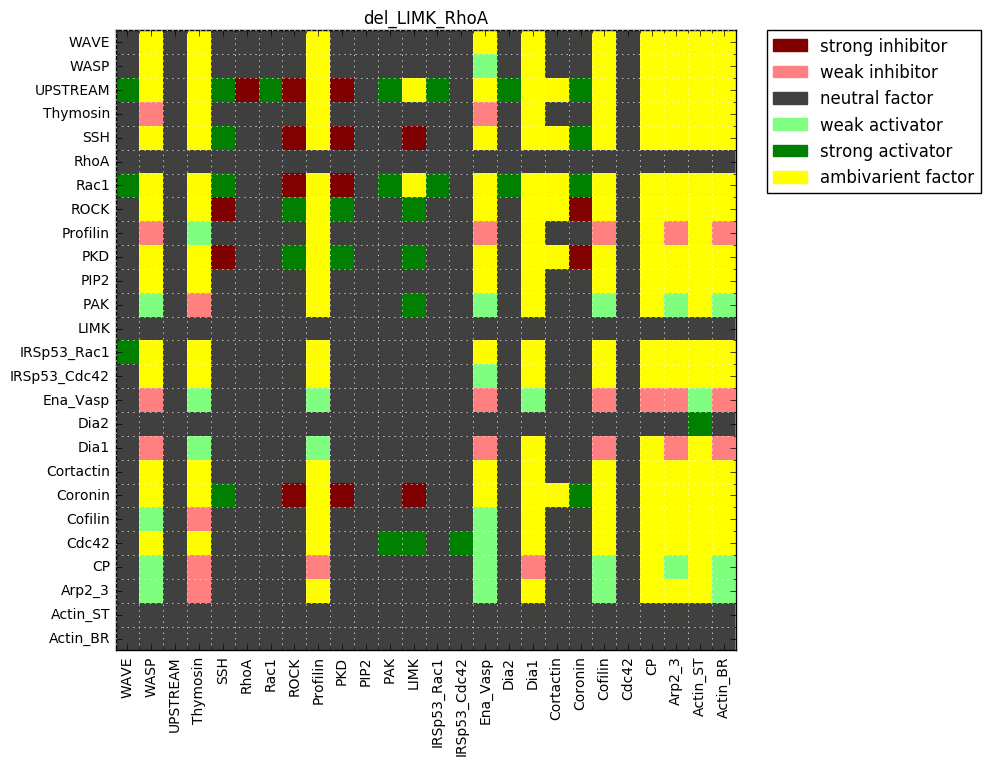 del_LIMK_RhoA
WAVE
WASP
UPSTREAM
Thymosin
SSH
RhoA
Rac1
ROCK
Profilin
PKD
PIP2
PAK
LIMK
IRSp53_Rac1
IRSp53_Cdc42
Ena_Vasp
Dia2
Dia1
Cortactin
Coronin
Cofilin
Cdc42
CP
Arp2_3
Actin_ST
Actin_BR
WAVE
WASP
UPSTREAM
Thymosin
SSH
RhoA
Rac1
ROCK
Profilin
PKD
PIP2
PAK
LIMK
IRSp53_Rac1
IRSp53_Cdc42
Ena_Vasp
Dia2
Dia1
Cortactin
Coronin
Cofilin
Cdc42
CP
Arp2_3
Actin_ST
Actin_BR
strong inhibitor
weak inhibitor
neutral factor
weak activator
strong activator
ambivarient factor